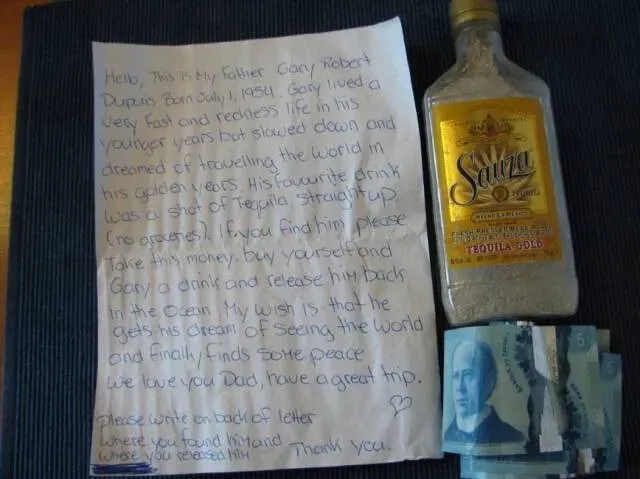 Hello, This is My Father Gary Robert
Dupuis Born July 1, 1954. Gary lived a
very fast and reckless life in his
younger years but slowed down and
dreamed of travelling the world in
his golden years. His favourite drink
was a shot of Tequila straight up
(no groceries). If you find him please
Take this money, buy yourself and
Gary a drink and release him back
in the ocean. My wish is that he
gets his dream of seeing the world
and finally finds some peace
We love you Dad, have a great trip.
please write on back of letter
where you found him and
where you released him
Thank you.
Sauza
TEQUILA
HECHO EN MEXICO
TEQUILA GOLD
5